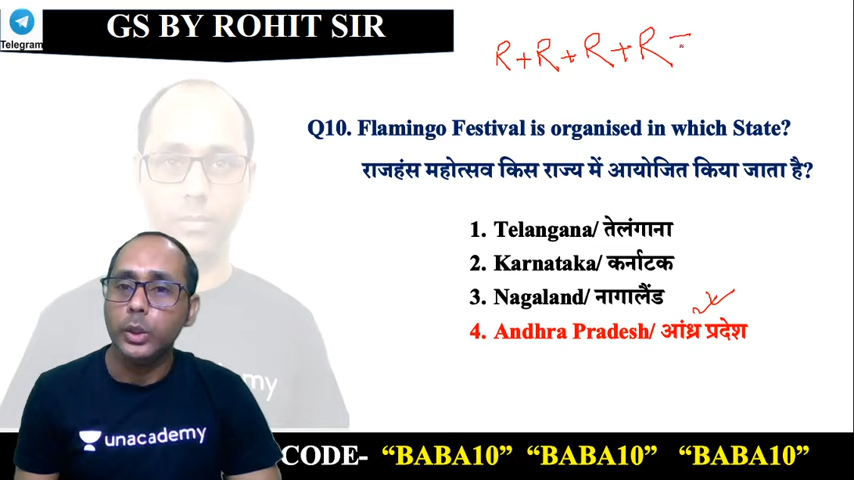 Telegram
GS BY ROHIT SIR
R+R+R+R=
Q10. Flamingo Festival is organised in which State?
राजहंस महोत्सव किस राज्य में आयोजित किया जाता है?
1. Telangana/ तेलंगाना
2. Karnataka/ कर्नाटक
3. Nagaland/ नागालैंड
4. Andhra Pradesh/ आंध्र प्रदेश
unacademy
my
CODE- “BABA10” “BABA10” “BABA10”